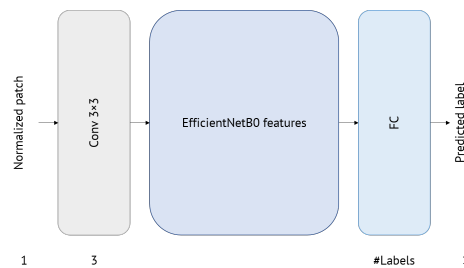 Normalized patch
Conv 3×3
EfficientNetB0 features
FC
Predicted label
1
3
#Labels